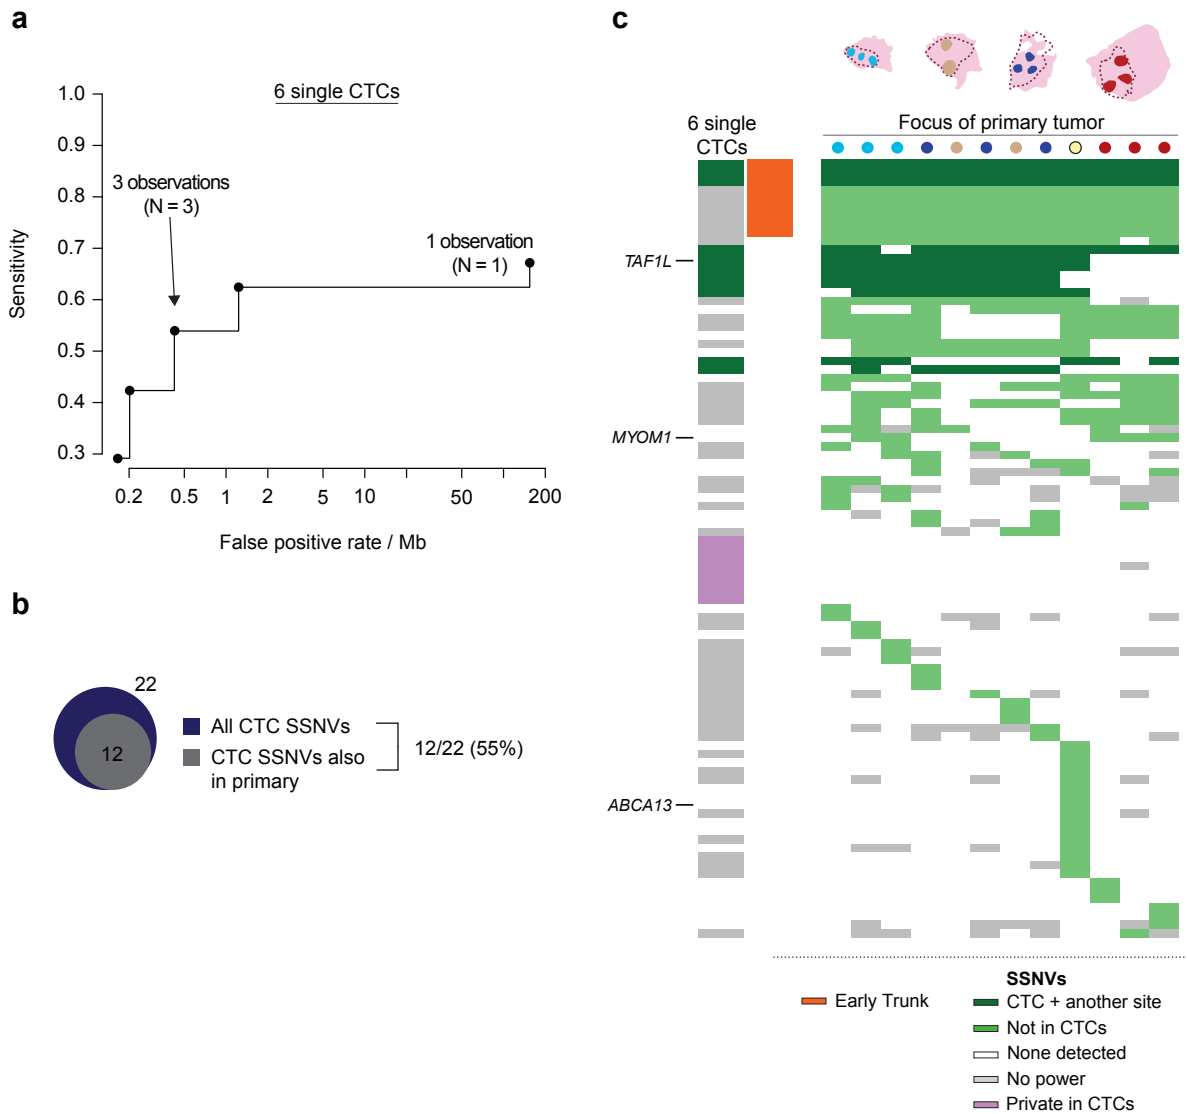 a
6 single CTCs
1.0
0.9
0.8
0.7
0.6
0.5
0.4
0.3
Sensitivity
3 observations
(N = 3)
1 observation
(N = 1)
0.2
0.5
1
2
5
10
50
200
False positive rate / Mb
b
22
12
All CTC SSNVs
CTC SSNVs also
in primary
12/22 (55%)
c
6 single
CTCs
Focus of primary tumor
TAF1L
MYOM1
ABCA13
Early Trunk
SSNVs
CTC + another site
Not in CTCs
None detected
No power
Private in CTCs